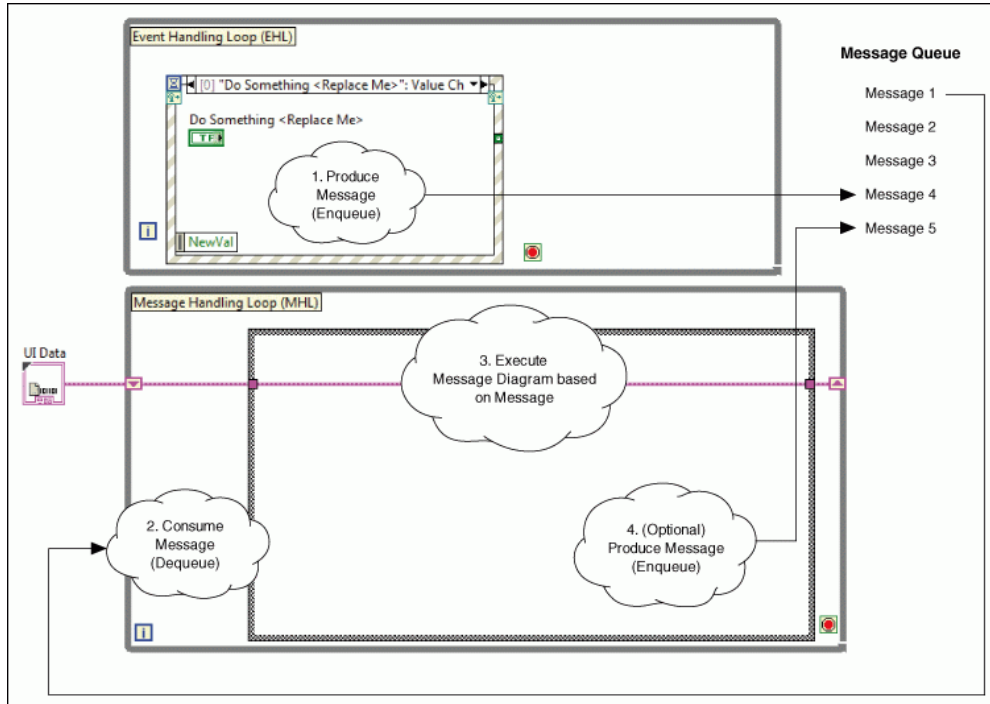 Event Handling Loop (EHL)
[0] "Do Something <Replace Me>": Value Ch
Do Something <Replace Me>
TF
1. Produce
Message
(Enqueue)
i
NewVal
Message Queue
Message 1
Message 2
Message 3
Message 4
Message 5
Message Handling Loop (MHL)
UI Data
3. Execute
Message Diagram based
on Message
2. Consume
Message
(Dequeue)
4. (Optional)
Produce Message
(Enqueue)
i